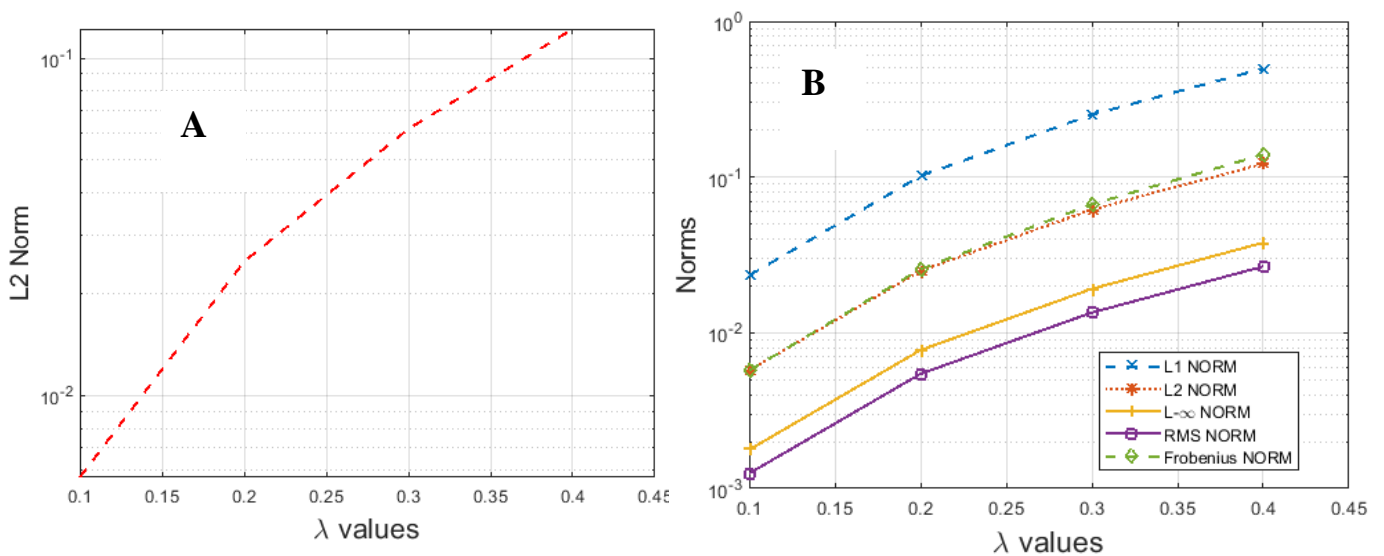 A
L2 Norm
10^-1
10^-2
0.1 0.15 0.2 0.25 0.3 0.35 0.4 0.45
λ values
B
Norms
10^0
10^-1
10^-2
10^-3
0.1 0.15 0.2 0.25 0.3 0.35 0.4 0.45
λ values
L1 NORM
L2 NORM
L-∞ NORM
RMS NORM
Frobenius NORM